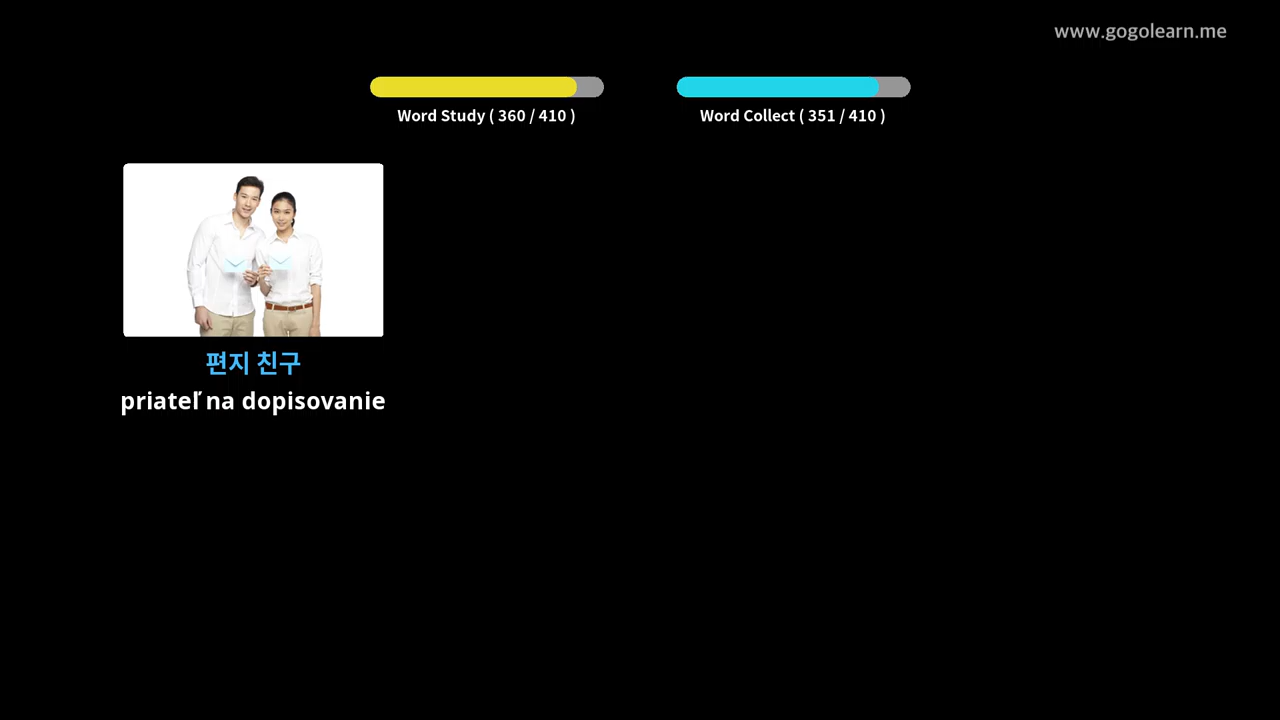 www.gogolearn.me
Word Study ( 360 / 410 )
Word Collect ( 351 / 410 )
편지 친구
priateľ na dopisovanie